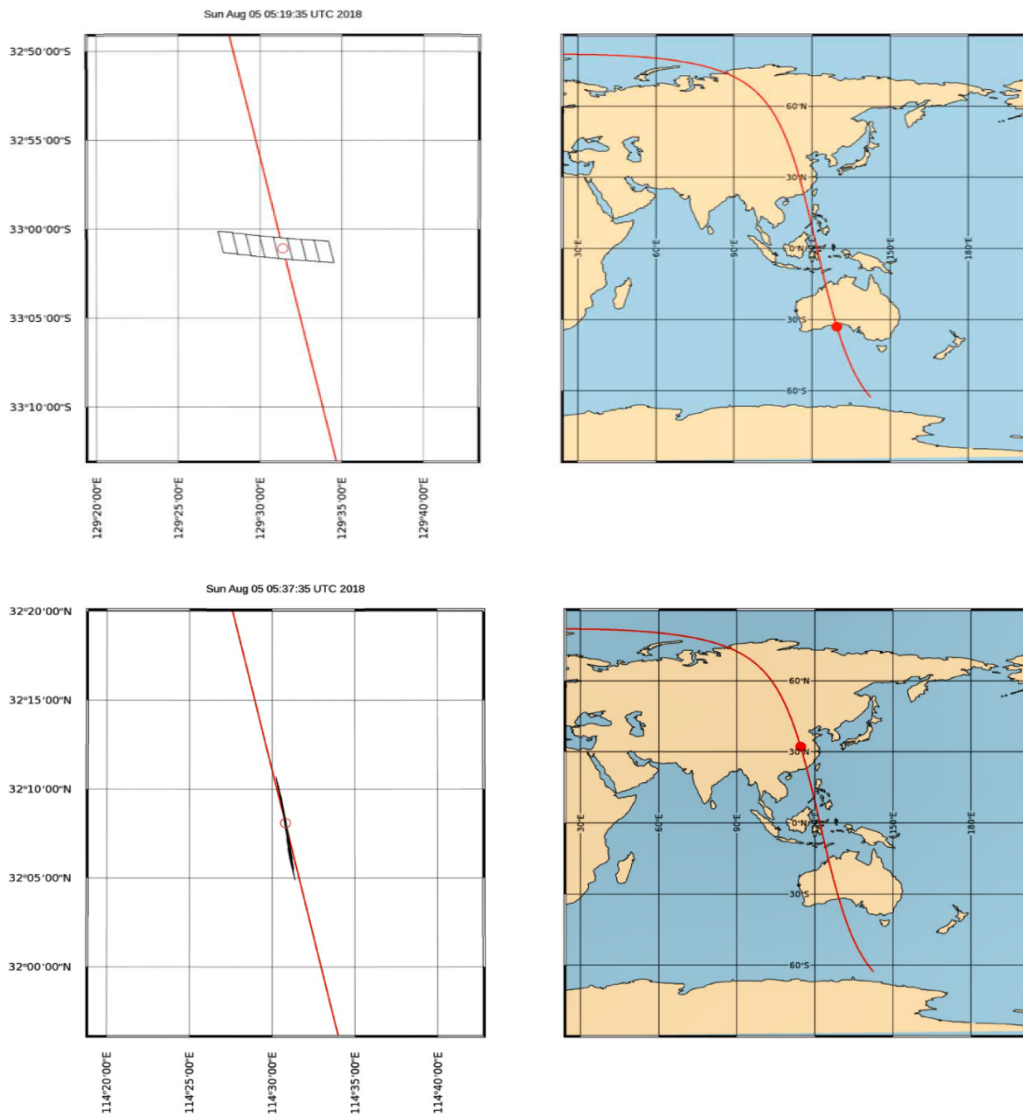 Sun Aug 05 05:19:35 UTC 2018
32°50'00"S
32°55'00"S
33°00'00"S
33°05'00"S
33°10'00"S
129°20'00"E
129°25'00"E
129°30'00"E
129°35'00"E
129°40'00"E
60°N
30°N
0°N
30°S
60°S
30°E
60°E
90°E
150°E
180°E
Sun Aug 05 05:37:35 UTC 2018
32°20'00"N
32°15'00"N
32°10'00"N
32°05'00"N
32°00'00"N
114°20'00"E
114°25'00"E
114°30'00"E
114°35'00"E
114°40'00"E
60°N
30°N
0°N
30°S
60°S
30°E
60°E
90°E
150°E
180°E